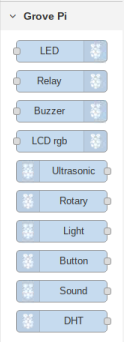 Grove Pi
LED
Relay
Buzzer
LCD rgb
Ultrasonic
Rotary
Light
Button
Sound
DHT